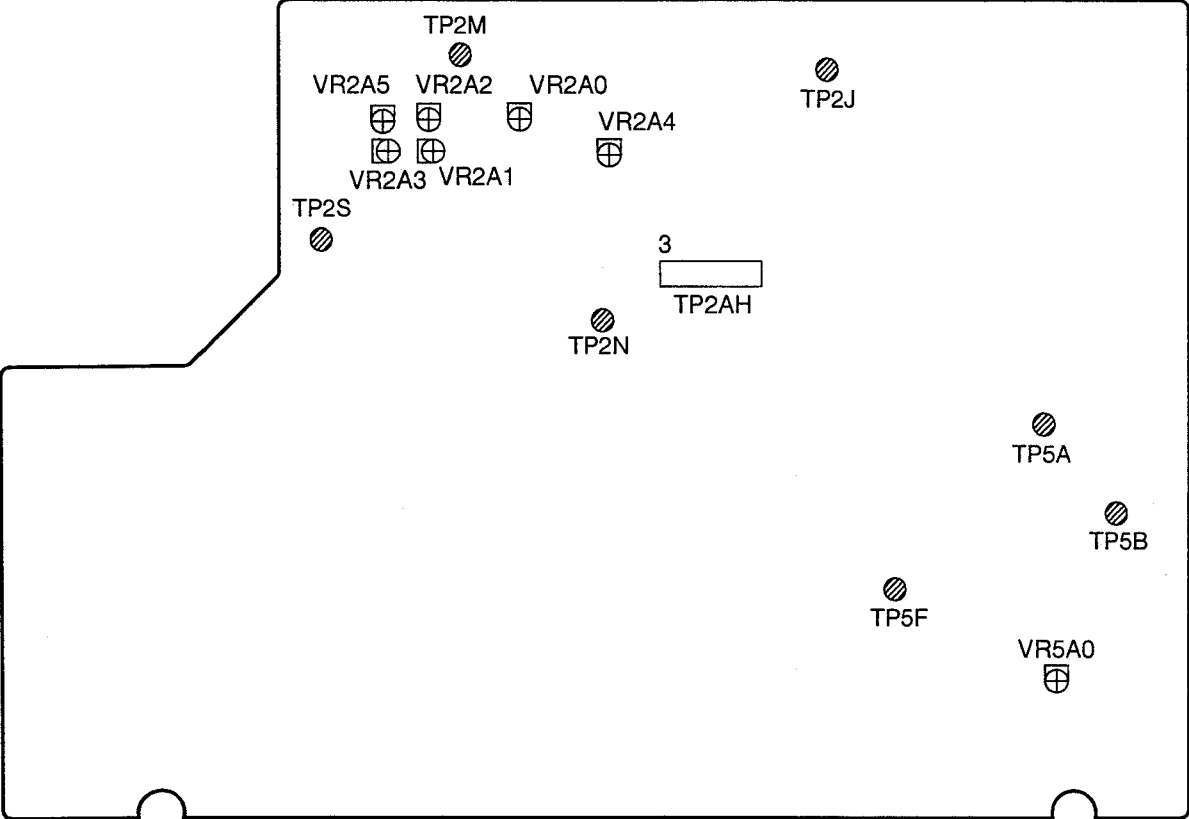 TP2M
VR2A5 VR2A2 VR2A0
TP2J
VR2A4
VR2A3 VR2A1
TP2S
3
TP2AH
TP2N
TP5A
TP5B
TP5F
VR5A0